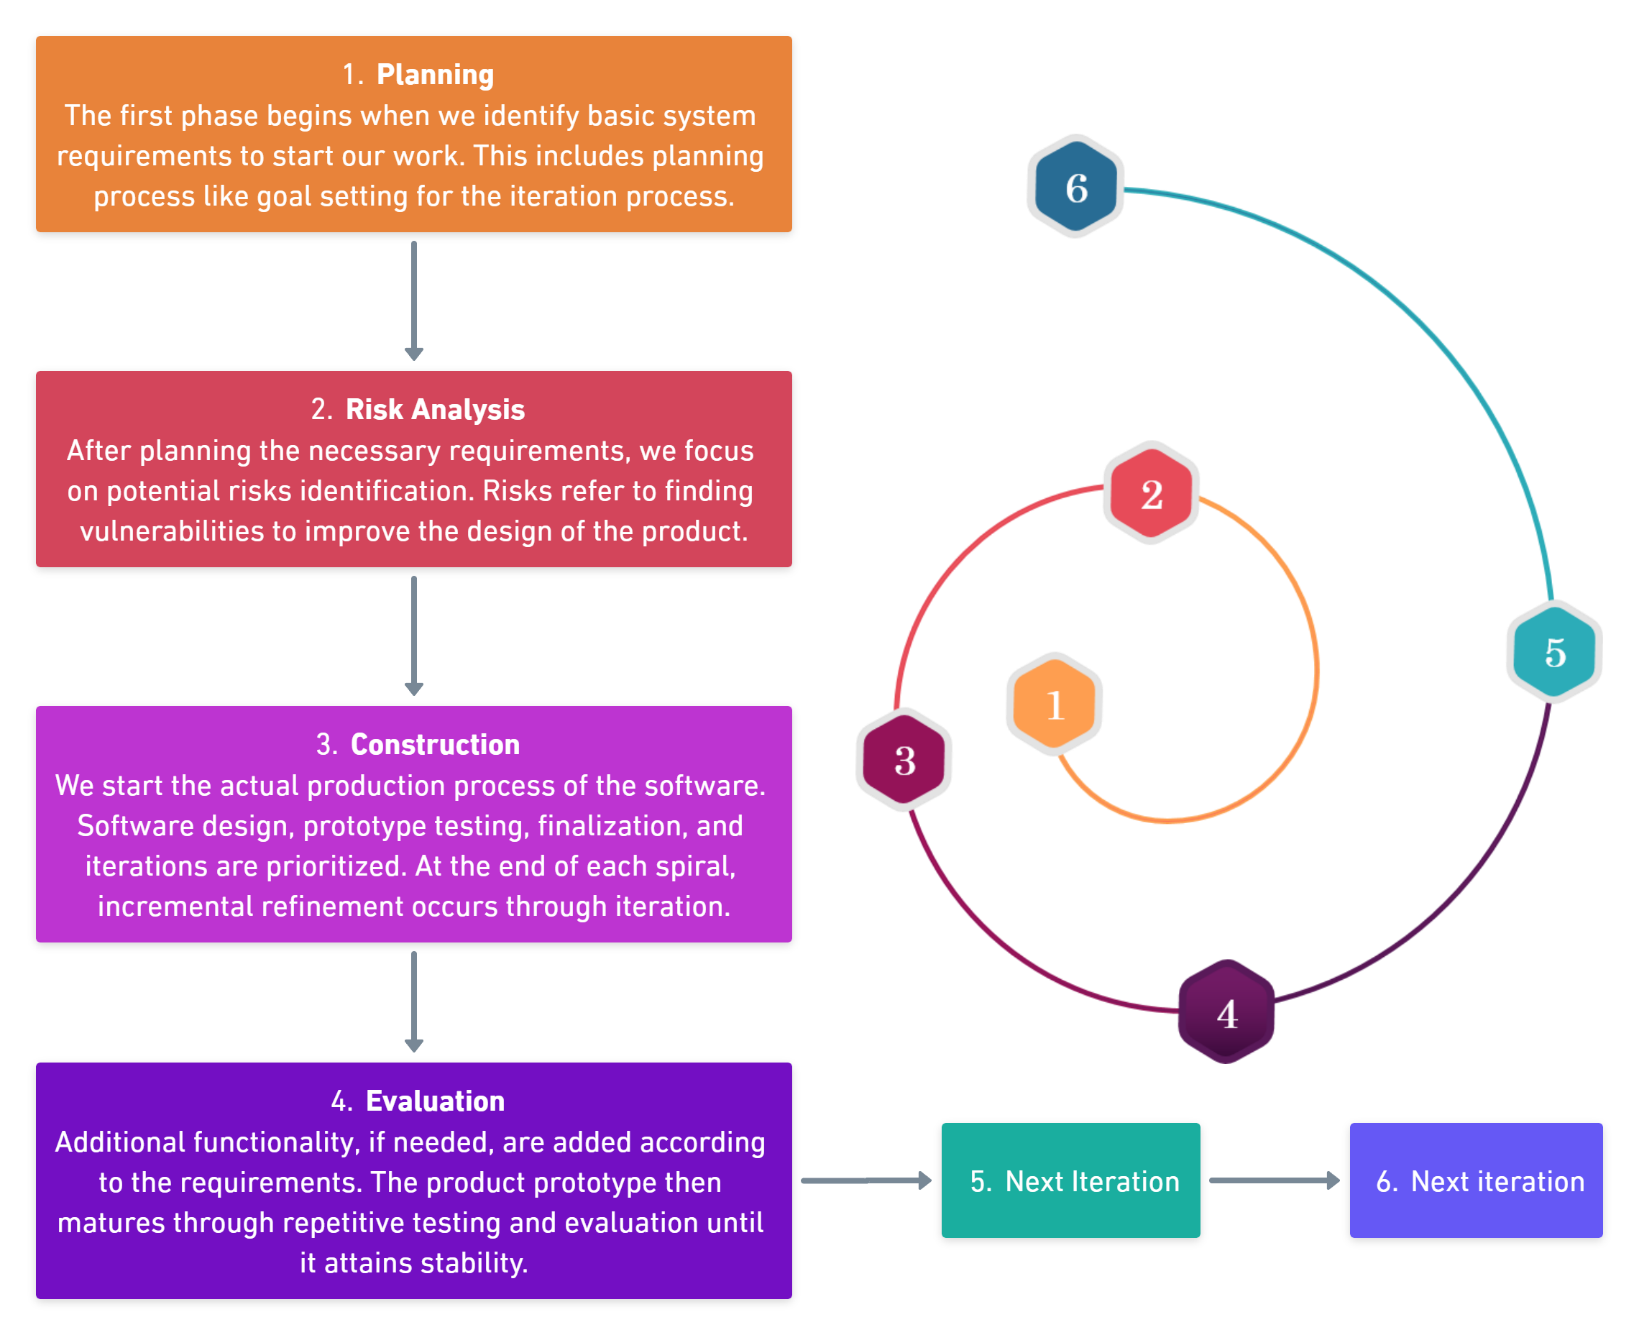 1. Planning
The first phase begins when we identify basic system
requirements to start our work. This includes planning
process like goal setting for the iteration process.
2. Risk Analysis
After planning the necessary requirements, we focus
on potential risks identification. Risks refer to finding
vulnerabilities to improve the design of the product.
3. Construction
We start the actual production process of the software.
Software design, prototype testing, finalization, and
iterations are prioritized. At the end of each spiral,
incremental refinement occurs through iteration.
4. Evaluation
Additional functionality, if needed, are added according
to the requirements. The product prototype then
matures through repetitive testing and evaluation until
it attains stability.
5. Next Iteration
6. Next iteration
6
2
1
5
3
4